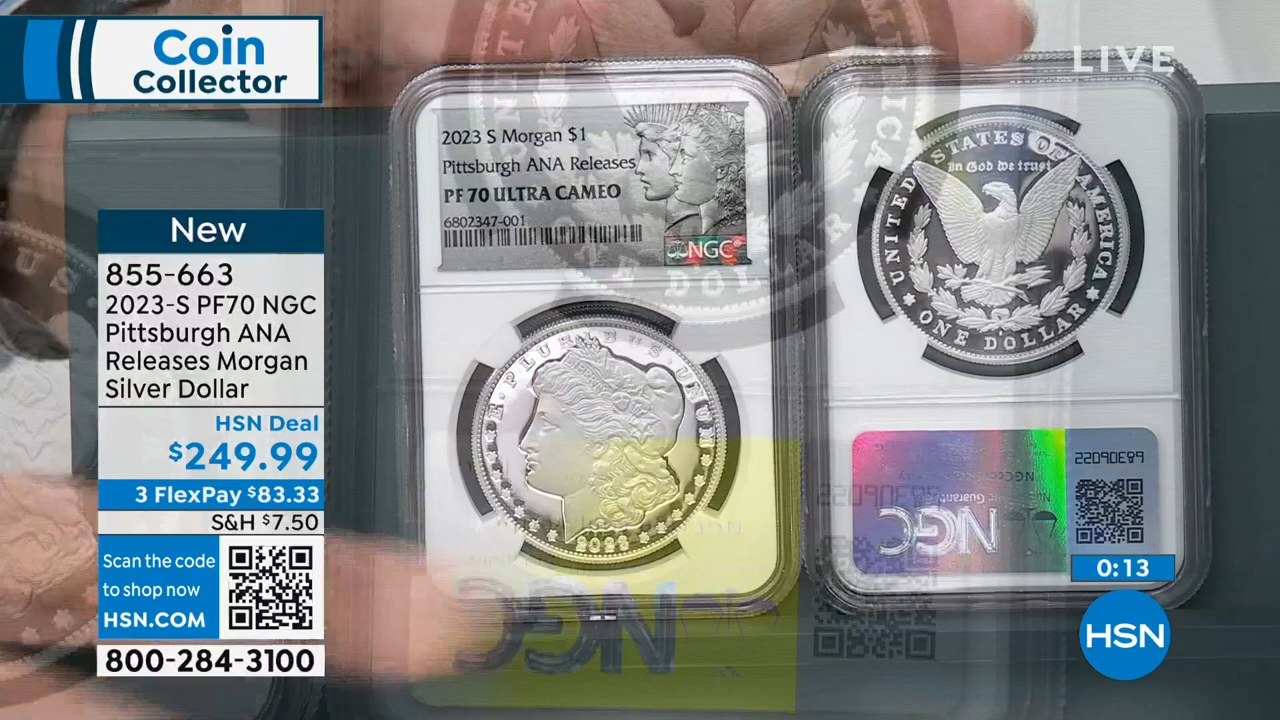 Coin
Collector
LIVE
New
855-663
2023-S PF70 NGC
Pittsburgh ANA
Releases Morgan
Silver Dollar
HSN Deal
$249.99
3 FlexPay $83.33
S&H $7.50
Scan the code
to shop now
HSN.COM
800-284-3100
2023 S Morgan $1
Pittsburgh ANA Releases
PF 70 ULTRA CAMEO
6802347-001
NGC
E PLURIBUS UNUM
2023
UNITED STATES OF AMERICA
In God we trust
ONE DOLLAR
NGC
0:13
HSN
DOLLAR
NGC